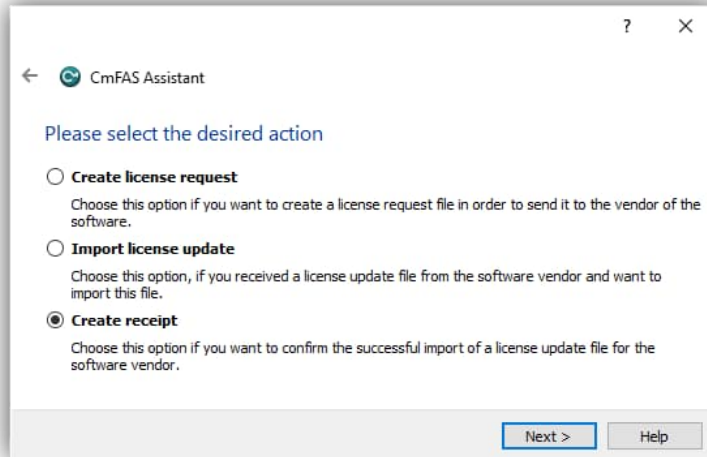 ?
CmFAS Assistant
Please select the desired action
Create license request
Choose this option if you want to create a license request file in order to send it to the vendor of the
software.
Import license update
Choose this option, if you received a license update file from the software vendor and want to
import this file.
Create receipt
Choose this option if you want to confirm the successful import of a license update file for the
software vendor.
Next > Help